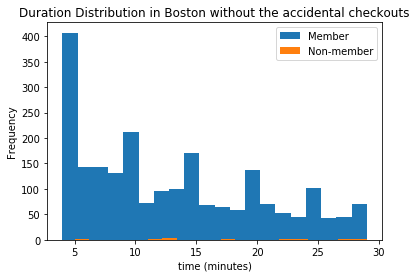 Duration Distribution in Boston without the accidental checkouts
Member
Non-member
400
350
300
250
200
150
100
50
0
Frequency
5 10 15 20 25 30
time (minutes)